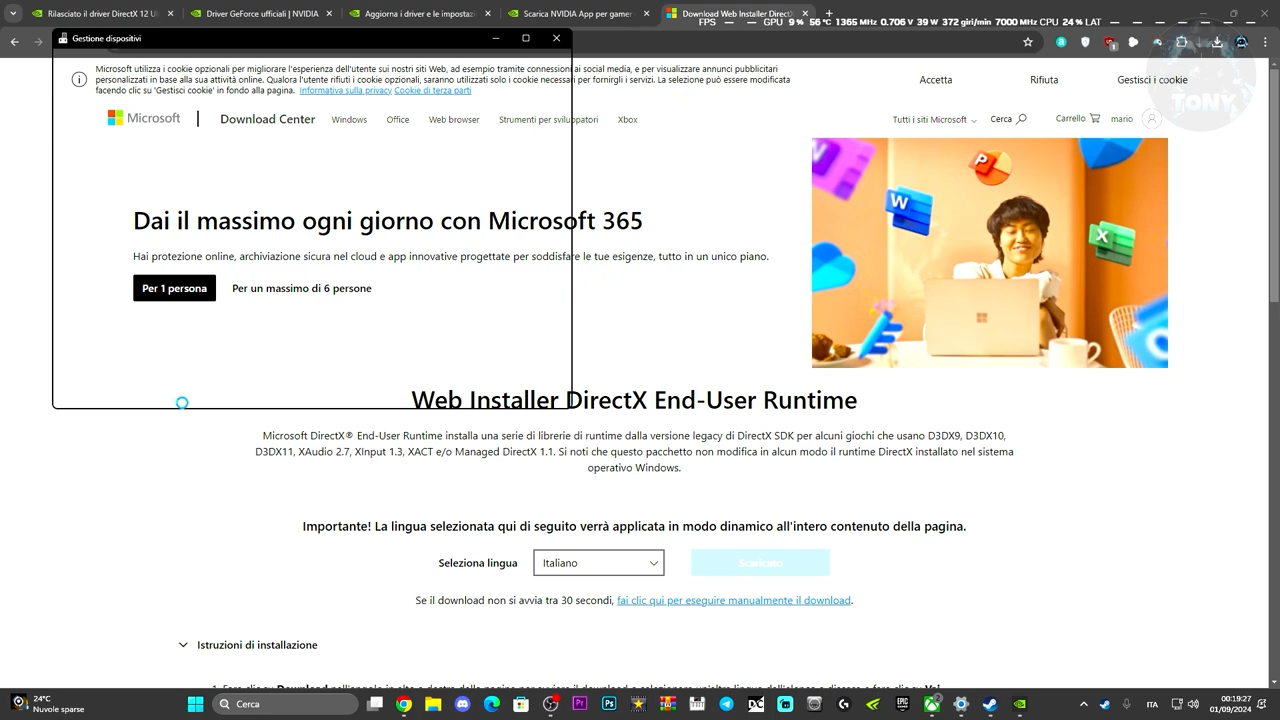 Rilasciato il driver DirectX 12 Ul
Driver GeForce ufficiali | NVIDIA
Aggiorna i driver e le impostazi
Scarica NVIDIA App per gamer
Download Web Installer DirectX
FPS — — GPU 9 % 56 °C 1365 MHz 0.706 V 39 W 372 giri/min 7000 MHz CPU 24 % LAT — —
Gestione dispositivi
Microsoft utilizza i cookie opzionali per migliorare l'esperienza dell'utente sui nostri siti Web, ad esempio tramite connessioni ai social media, e per visualizzare annunci pubblicitari
personalizzati in base alla sua attività online. Qualora l'utente rifiuti i cookie opzionali, saranno utilizzati solo i cookie necessari per fornirgli i servizi. La selezione può essere modificata
facendo clic su 'Gestisci cookie' in fondo alla pagina. Informativa sulla privacy Cookie di terza parti
Accetta
Rifiuta
Gestisci i cookie
TONY
Microsoft
Download Center
Windows
Office
Web browser
Strumenti per sviluppatori
Xbox
Tutti i siti Microsoft
Cerca
Carrello
mario
Dai il massimo ogni giorno con Microsoft 365
Hai protezione online, archiviazione sicura nel cloud e app innovative progettate per soddisfare le tue esigenze, tutto in un unico piano.
Per 1 persona
Per un massimo di 6 persone
P
W
X
Web Installer DirectX End-User Runtime
Microsoft DirectX® End-User Runtime installa una serie di librerie di runtime dalla versione legacy di DirectX SDK per alcuni giochi che usano D3DX9, D3DX10,
D3DX11, XAudio 2.7, XInput 1.3, XACT e/o Managed DirectX 1.1. Si noti che questo pacchetto non modifica in alcun modo il runtime DirectX installato nel sistema
operativo Windows.
Importante! La lingua selezionata qui di seguito verrà applicata in modo dinamico all'intero contenuto della pagina.
Seleziona lingua
Italiano
Scaricato
Se il download non si avvia tra 30 secondi, fai clic qui per eseguire manualmente il download.
Istruzioni di installazione
24°C
Nuvole sparse
Cerca
ITA
00:19:27
01/09/2024